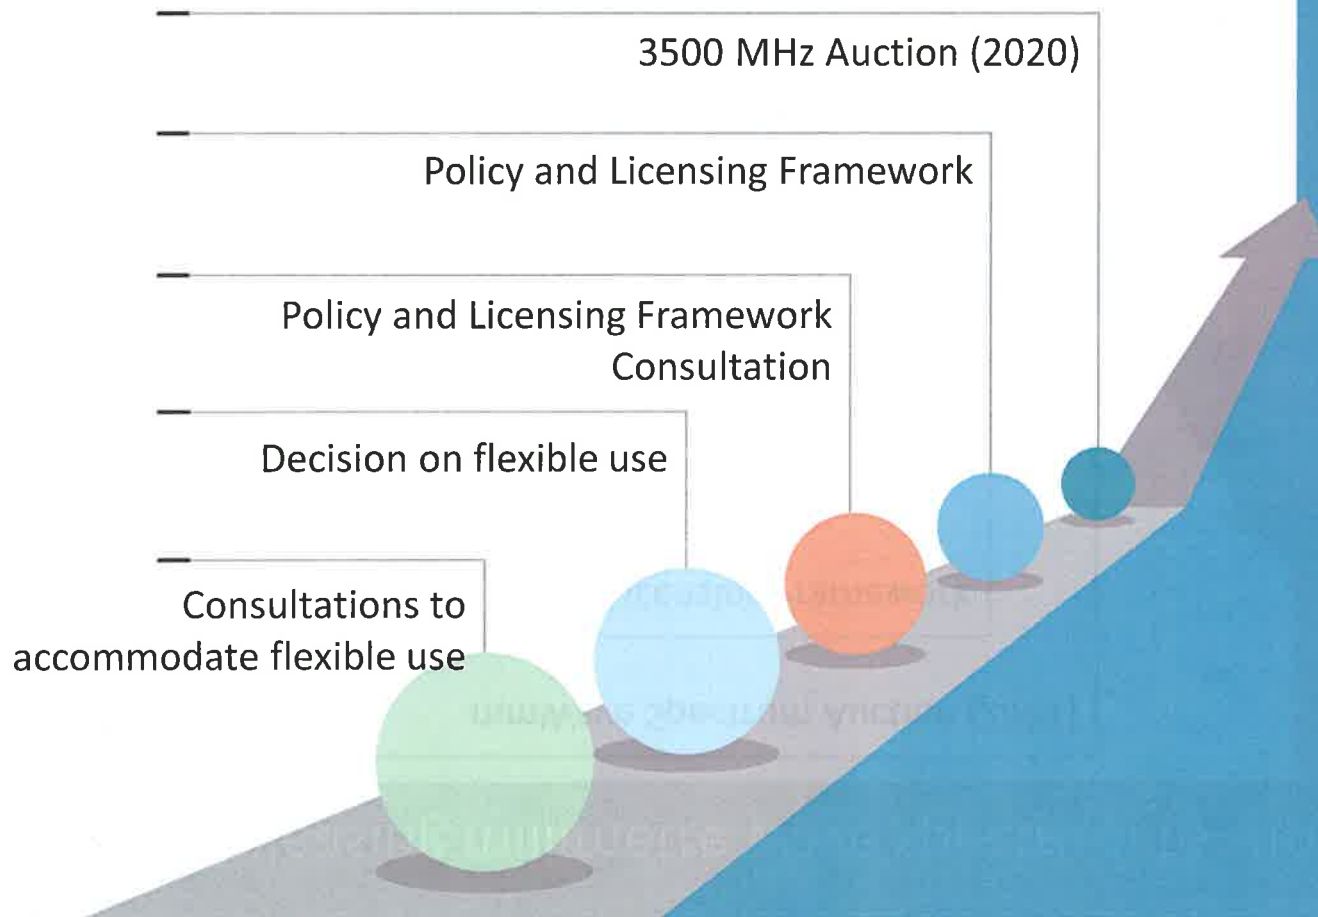 3500 MHz Auction (2020)
Policy and Licensing Framework
Policy and Licensing Framework
Consultation
Decision on flexible use
Consultations to
accommodate flexible use